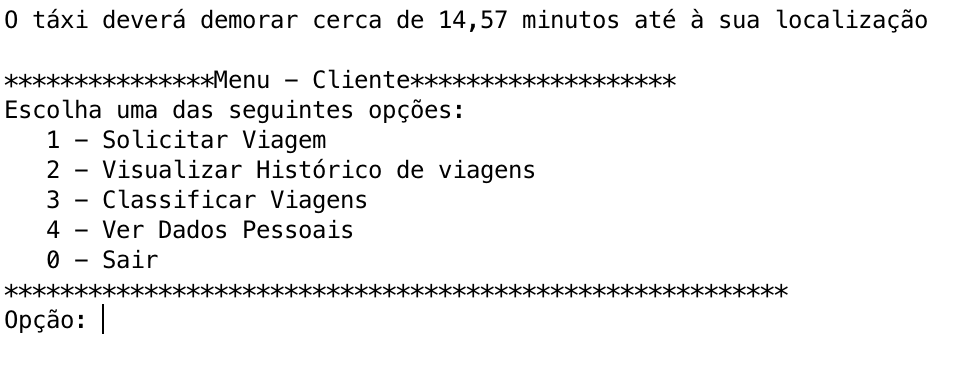 O táxi deverá demorar cerca de 14,57 minutos até à sua localização
***************Menu - Cliente*******************
Escolha uma das seguintes opções:
1 - Solicitar Viagem
2 - Visualizar Histórico de viagens
3 - Classificar Viagens
4 - Ver Dados Pessoais
0 - Sair
********************************************************
Opção: